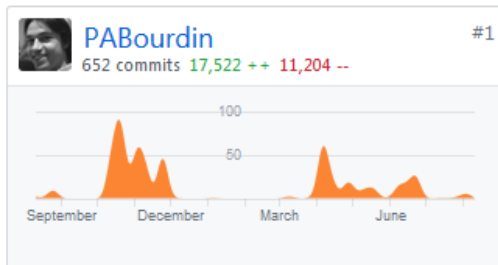 PABourdin #1
652 commits 17,522 ++ 11,204 --
100
50
September December March June